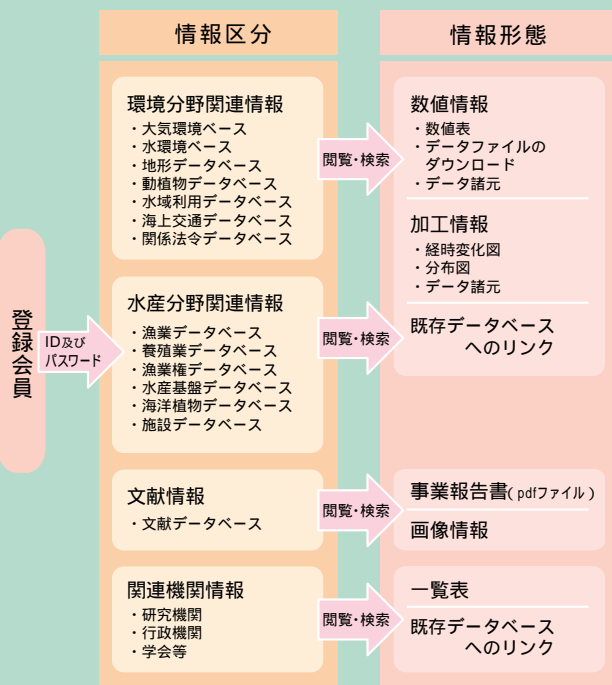 情報区分
情報形態
登録会員
ID及び
パスワード
環境分野関連情報
・大気環境ベース
・水環境ベース
・地形データベース
・動植物データベース
・水域利用データベース
・海上交通データベース
・関係法令データベース
閲覧・検索
数値情報
・数値表
・データファイルの
ダウンロード
・データ諸元
加工情報
・経時変化図
・分布図
・データ諸元
既存データベース
へのリンク
水産分野関連情報
・漁業データベース
・養殖業データベース
・漁業権データベース
・水産基盤データベース
・海洋植物データベース
・施設データベース
閲覧・検索
文献情報
・文献データベース
閲覧・検索
事業報告書(pdfファイル)
画像情報
関連機関情報
・研究機関
・行政機関
・学会等
閲覧・検索
一覧表
既存データベース
へのリンク